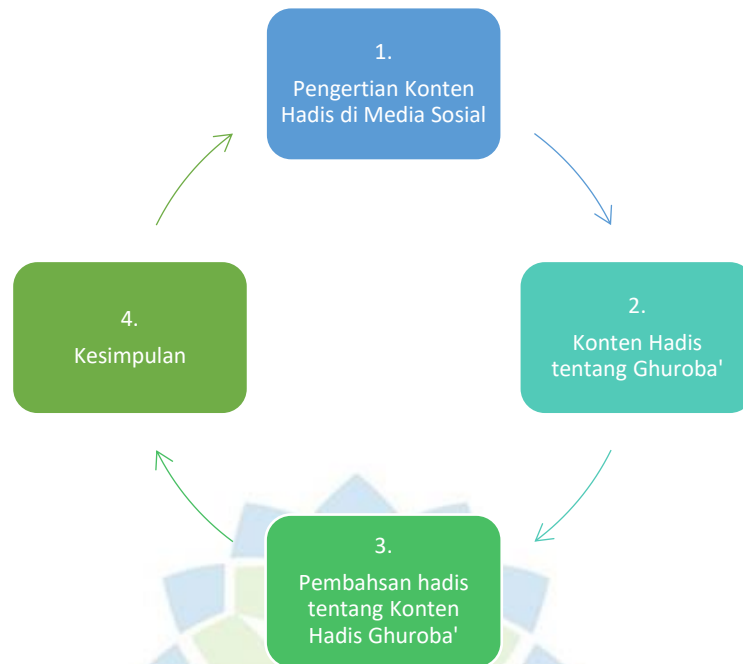 1.
Pengertian Konten
Hadis di Media Sosial
2.
Konten Hadis
tentang Ghuroba'
3.
Pembahsan hadis
tentang Konten
Hadis Ghuroba'
4.
Kesimpulan